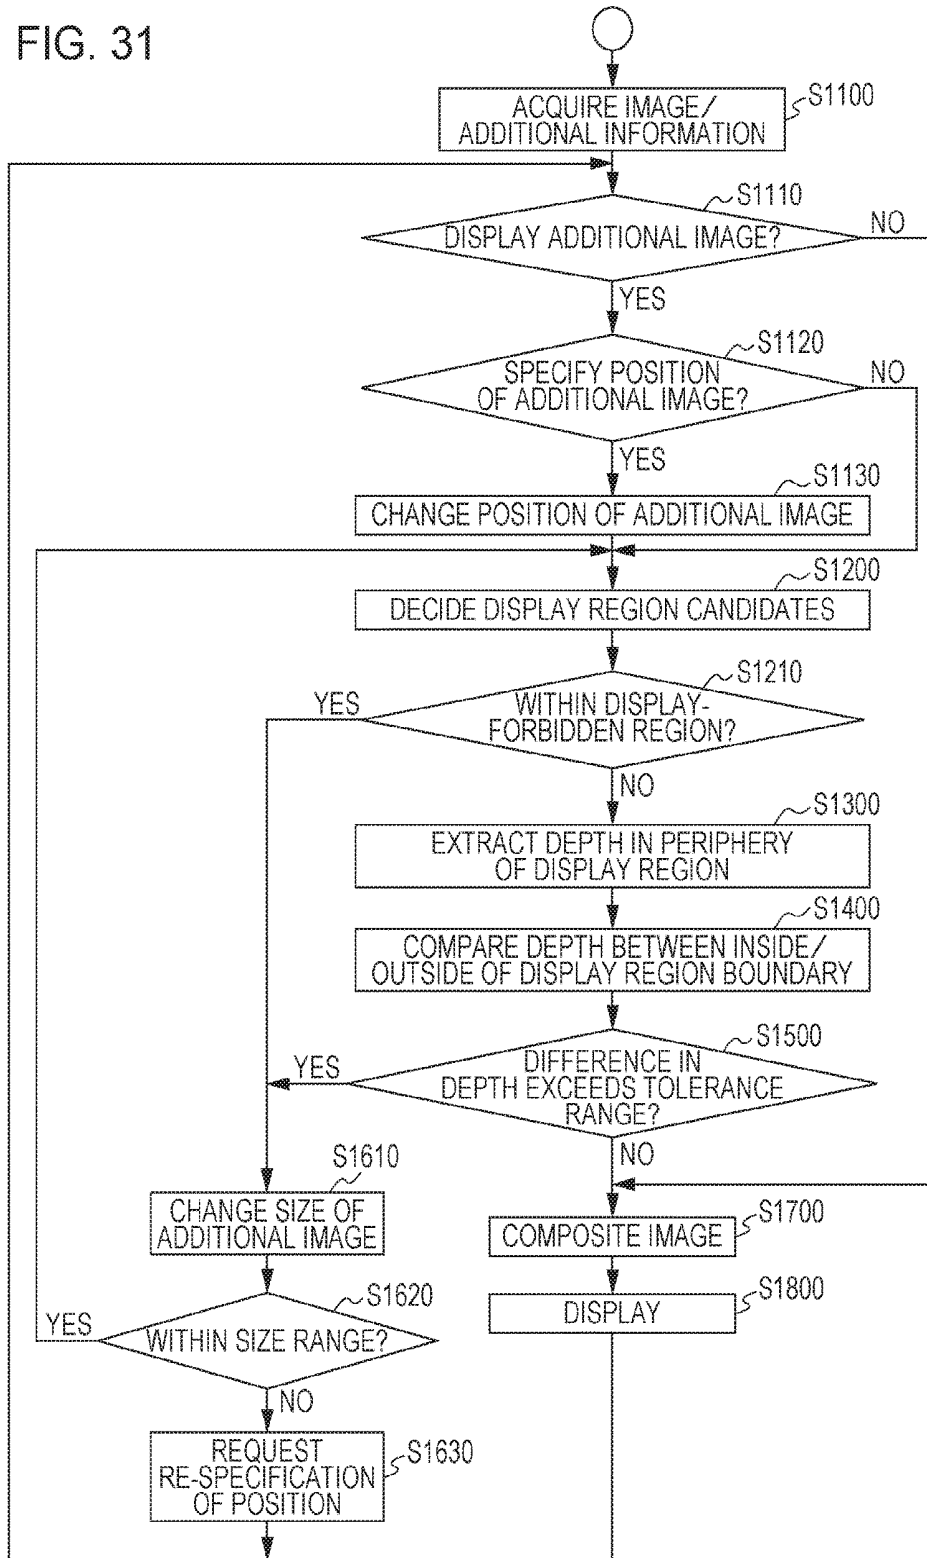 FIG. 31
ACQUIRE IMAGE/
ADDITIONAL INFORMATION
S1100
S1110
DISPLAY ADDITIONAL IMAGE?
NO
YES
S1120
SPECIFY POSITION
OF ADDITIONAL IMAGE?
NO
YES
S1130
CHANGE POSITION OF ADDITIONAL IMAGE
S1200
DECIDE DISPLAY REGION CANDIDATES
S1210
YES
WITHIN DISPLAY-
FORBIDDEN REGION?
NO
S1300
EXTRACT DEPTH IN PERIPHERY
OF DISPLAY REGION
S1400
COMPARE DEPTH BETWEEN INSIDE/
OUTSIDE OF DISPLAY REGION BOUNDARY
S1500
YES
DIFFERENCE IN
DEPTH EXCEEDS TOLERANCE
RANGE?
NO
S1610
CHANGE SIZE OF
ADDITIONAL IMAGE
S1700
COMPOSITE IMAGE
S1620
YES
WITHIN SIZE RANGE?
S1800
DISPLAY
NO
REQUEST
RE-SPECIFICATION
OF POSITION
S1630